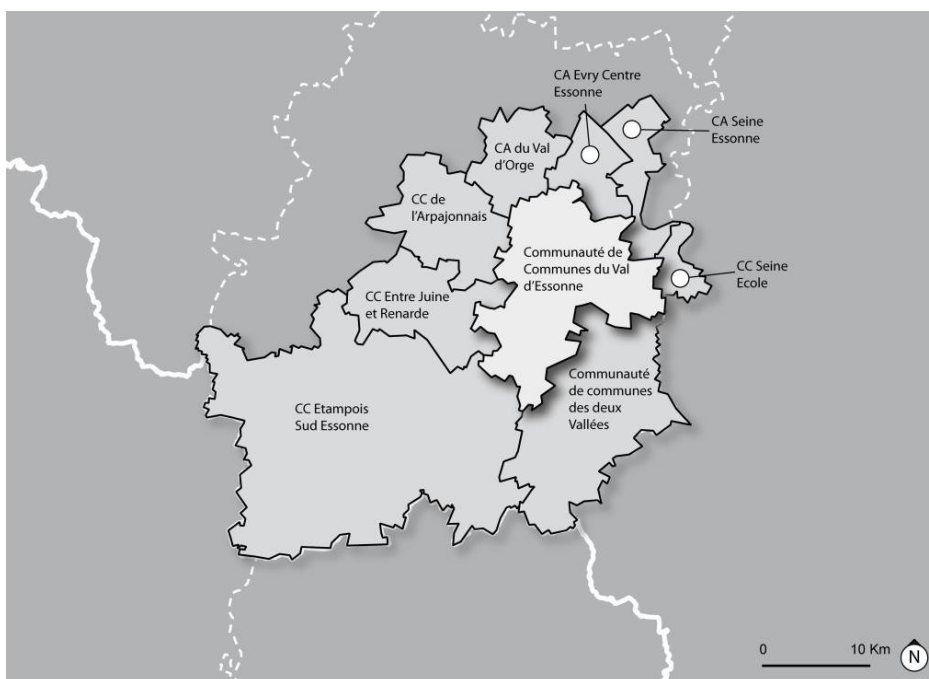 CA Evry Centre
Essonne
CA Seine
Essonne
CA du Val
d'Orge
CC de
l'Arpajonnais
Communauté de
Communes du Val
d'Essonne
CC Seine
Ecole
CC Entre Juine
et Renarde
Communauté
de communes
des deux
Vallées
CC Etampois
Sud Essonne
0 10 Km
N